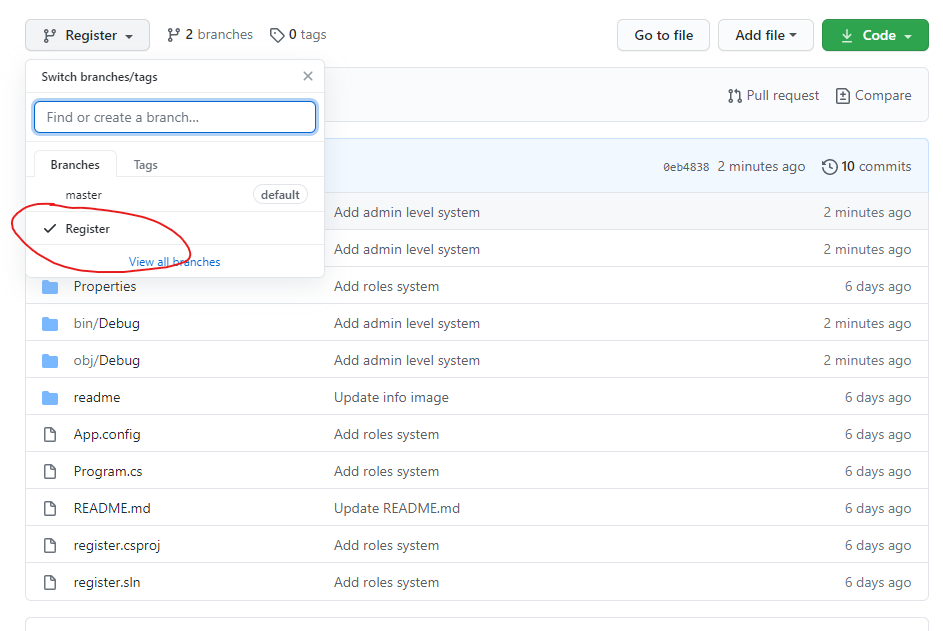 Register 2 branches 0 tags Go to file Add file Code
Switch branches/tags
Find or create a branch...
Pull request Compare
Branches Tags
0eb4838 2 minutes ago 10 commits
master default
Add admin level system 2 minutes ago
Register
Add admin level system 2 minutes ago
View all branches
Properties Add roles system 6 days ago
bin/Debug Add admin level system 2 minutes ago
obj/Debug Add admin level system 2 minutes ago
readme Update info image 6 days ago
App.config Add roles system 6 days ago
Program.cs Add roles system 6 days ago
README.md Update README.md 6 days ago
register.csproj Add roles system 6 days ago
register.sln Add roles system 6 days ago